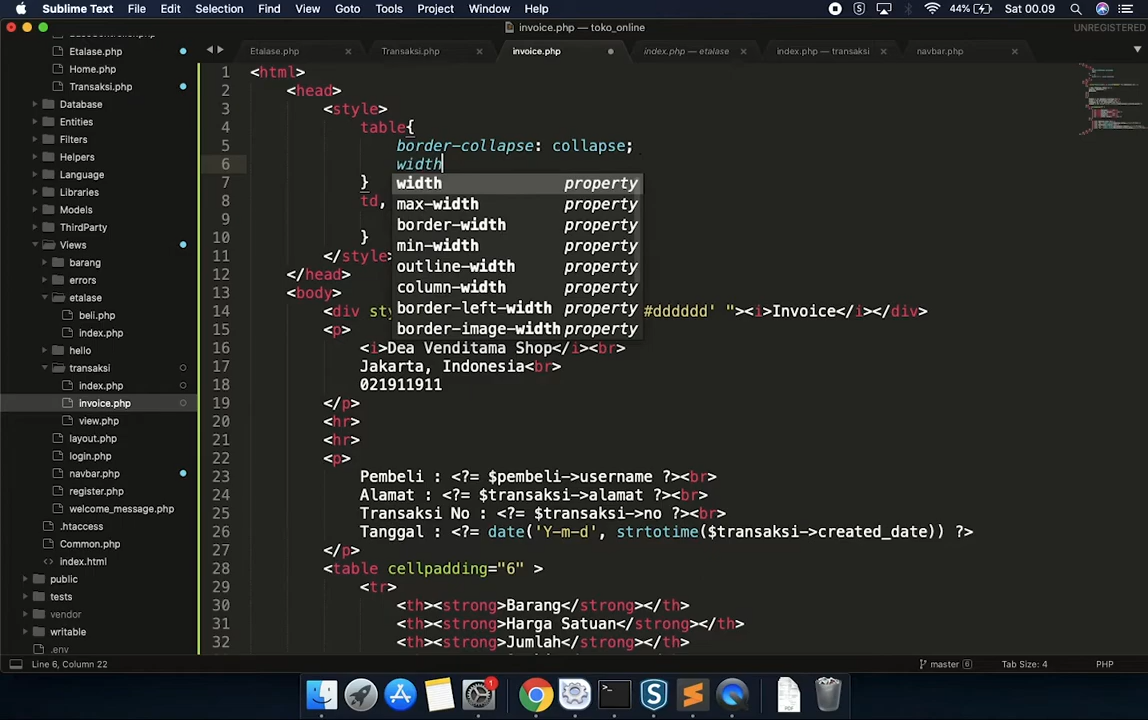 Sublime Text File Edit Selection Find View Goto Tools Project Window Help 44% Sat 00.09
invoice.php — toko_online UNREGISTERED
Etalase.php Transaksi.php invoice.php index.php — etalase index.php — transaksi navbar.php
Etalase.php
Home.php
Transaksi.php
Database
Entities
Filters
Helpers
Language
Libraries
Models
ThirdParty
Views
barang
errors
etalase
beli.php
index.php
hello
transaksi
index.php
invoice.php
view.php
layout.php
login.php
navbar.php
register.php
welcome_message.php
.htaccess
Common.php
index.html
public
tests
vendor
writable
.env
1 <html>
2 <head>
3 <style>
4 table{
5 border-collapse: collapse;
6 width
7 }
8 td,
9
10 }
11 </style>
12 </head>
13 <body>
14 <div sty #dddddd' "><i>Invoice</i></div>
15 <p>
16 <i>Dea Venditama Shop</i><br>
17 Jakarta, Indonesia<br>
18 021911911
19 </p>
20 <hr>
21 <hr>
22 <p>
23 Pembeli : <?= $pembeli->username ?><br>
24 Alamat : <?= $transaksi->alamat ?><br>
25 Transaksi No : <?= $transaksi->no ?><br>
26 Tanggal : <?= date('Y-m-d', strtotime($transaksi->created_date)) ?>
27 </p>
28 <table cellpadding="6" >
29 <tr>
30 <th><strong>Barang</strong></th>
31 <th><strong>Harga Satuan</strong></th>
32 <th><strong>Jumlah</strong></th>
width property
max-width property
border-width property
min-width property
outline-width property
column-width property
border-left-width property
border-image-width property
Line 6, Column 22 master 6 Tab Size: 4 PHP
1